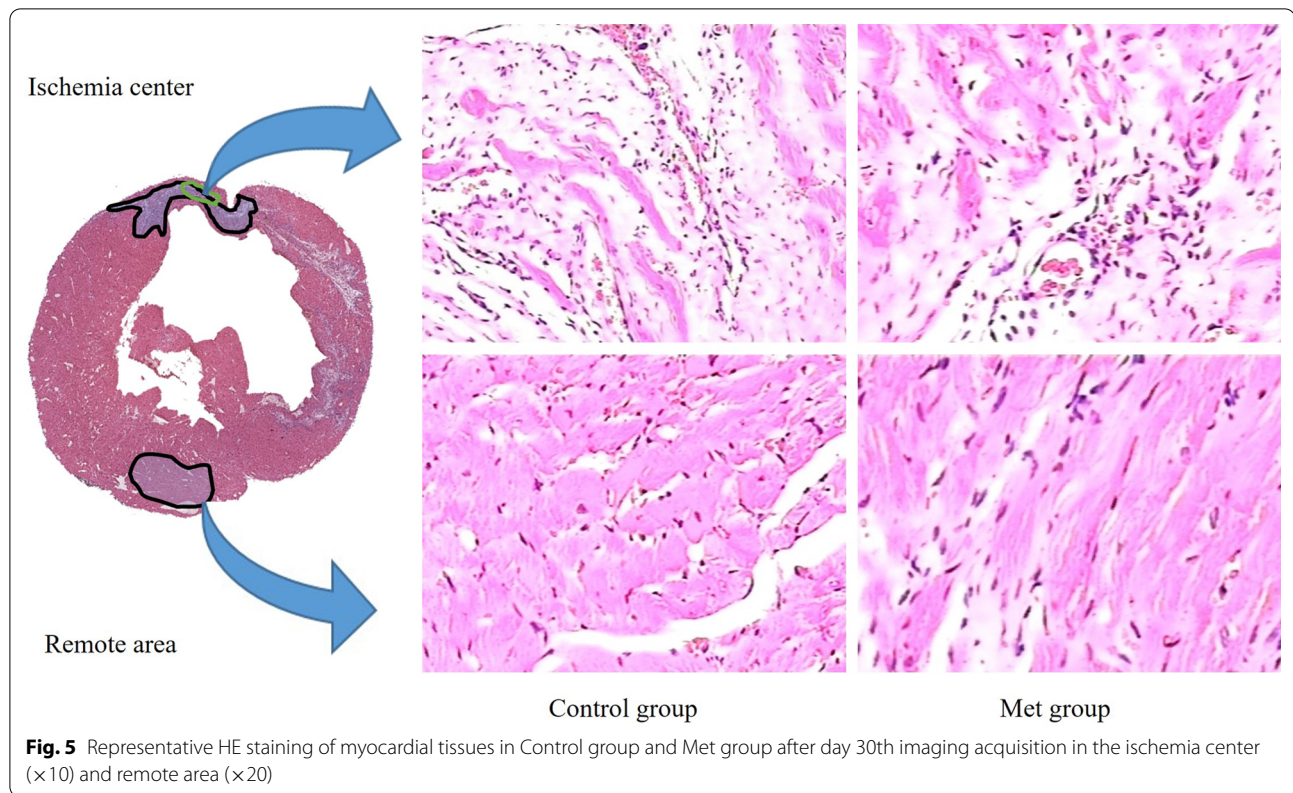 Ischemia center
Remote area
Control group
Met group
Fig. 5 Representative HE staining of myocardial tissues in Control group and Met group after day 30th imaging acquisition in the ischemia center
(×10) and remote area (×20)